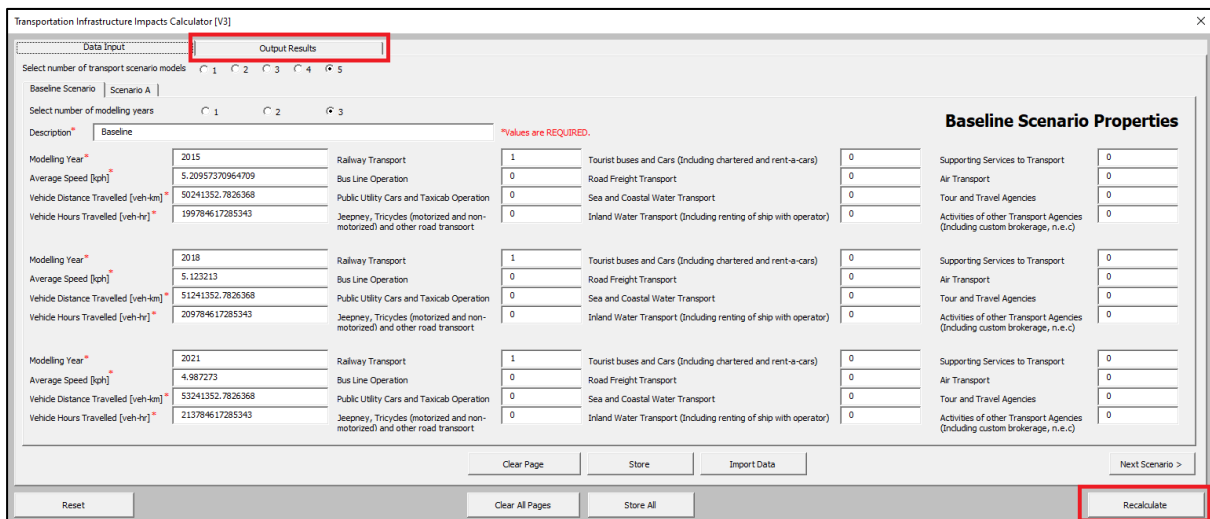 Transportation Infrastructure Impacts Calculator [V3]
Data Input Output Results
Select number of transport scenario models 1 2 3 4 5
Baseline Scenario Scenario A
Select number of modelling years 1 2 3
Baseline Scenario Properties
Description* Baseline *Values are REQUIRED.
Modelling Year* 2015 Railway Transport 1 Tourist buses and Cars (Including chartered and rent-a-cars) 0 Supporting Services to Transport 0
Average Speed [kph]* 5.20957370964709 Bus Line Operation 0 Road Freight Transport 0 Air Transport 0
Vehicle Distance Travelled [veh-km]* 50241352.7826368 Public Utility Cars and Taxicab Operation 0 Sea and Coastal Water Transport 0 Tour and Travel Agencies 0
Vehicle Hours Travelled [veh-hr]* 199784617285343 Jeepney, Tricycles (motorized and non- 0 Inland Water Transport (Including renting of ship with operator) 0 Activities of other Transport Agencies 0
motorized) and other road transport (Including custom brokerage, n.e.c)
Modelling Year* 2018 Railway Transport 1 Tourist buses and Cars (Including chartered and rent-a-cars) 0 Supporting Services to Transport 0
Average Speed [kph]* 5.123213 Bus Line Operation 0 Road Freight Transport 0 Air Transport 0
Vehicle Distance Travelled [veh-km]* 51241352.7826368 Public Utility Cars and Taxicab Operation 0 Sea and Coastal Water Transport 0 Tour and Travel Agencies 0
Vehicle Hours Travelled [veh-hr]* 209784617285343 Jeepney, Tricycles (motorized and non- 0 Inland Water Transport (Including renting of ship with operator) 0 Activities of other Transport Agencies 0
motorized) and other road transport (Including custom brokerage, n.e.c)
Modelling Year* 2021 Railway Transport 1 Tourist buses and Cars (Including chartered and rent-a-cars) 0 Supporting Services to Transport 0
Average Speed [kph]* 4.987273 Bus Line Operation 0 Road Freight Transport 0 Air Transport 0
Vehicle Distance Travelled [veh-km]* 53241352.7826368 Public Utility Cars and Taxicab Operation 0 Sea and Coastal Water Transport 0 Tour and Travel Agencies 0
Vehicle Hours Travelled [veh-hr]* 213784617285343 Jeepney, Tricycles (motorized and non- 0 Inland Water Transport (Including renting of ship with operator) 0 Activities of other Transport Agencies 0
motorized) and other road transport (Including custom brokerage, n.e.c)
Clear Page Store Import Data Next Scenario >
Reset Clear All Pages Store All Recalculate